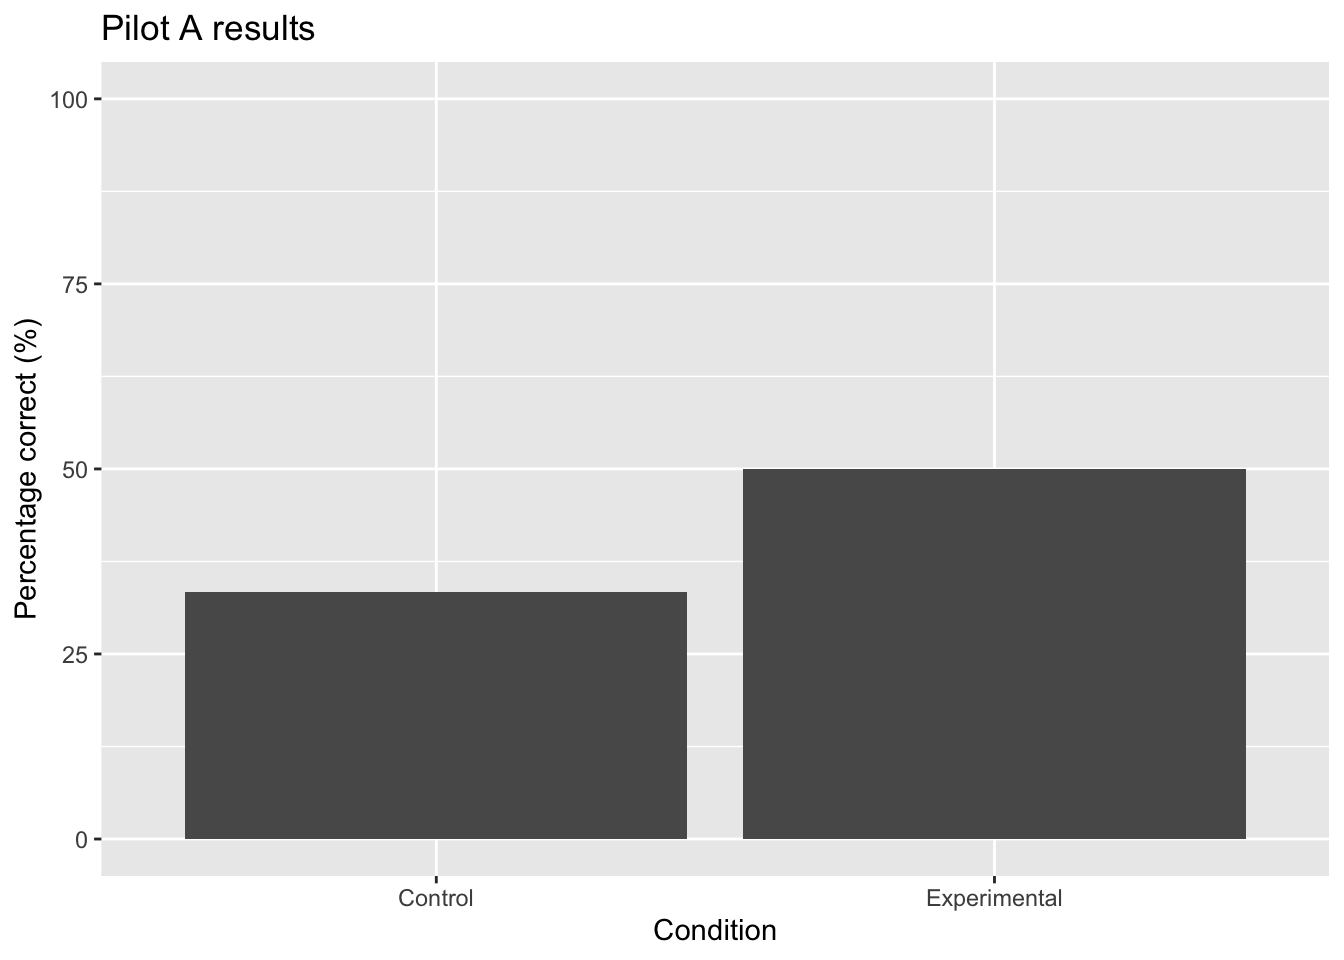 Pilot A results
100
75
50
25
0
Percentage correct (%)
Control
Experimental
Condition